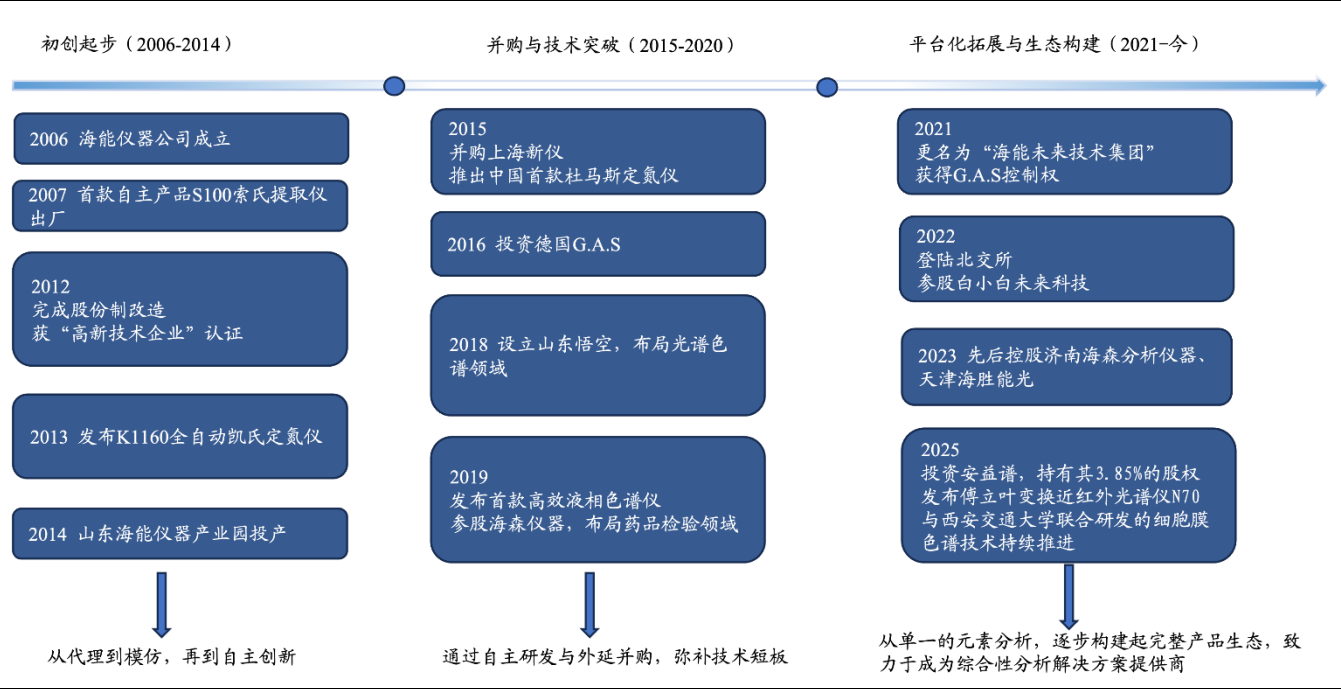 初创起步（2006-2014）
2006 海能仪器公司成立
2007 首款自主产品S100索氏提取仪
出厂
2012
完成股份制改造
获“高新技术企业”认证
2013 发布K1160全自动凯氏定氮仪
2014 山东海能仪器产业园投产
从代理到模仿，再到自主创新
并购与技术突破（2015-2020）
2015
并购上海新仪
推出中国首款杜马斯定氮仪
2016 投资德国G.A.S
2018 设立山东悟空，布局光谱色
谱领域
2019
发布首款高效液相色谱仪
参股海森仪器，布局药品检验领域
通过自主研发与外延并购，弥补技术短板
平台化拓展与生态构建（2021-今）
2021
更名为“海能未来技术集团”
获得G.A.S控制权
2022
登陆北交所
参股白小白未来科技
2023 先后控股济南海森分析仪器、
天津海胜能光
2025
投资安益谱，持有其3.85%的股权
发布傅立叶变换近红外光谱仪N70
与西安交通大学联合研发的细胞膜
色谱技术持续推进
从单一的元素分析，逐步构建起完整产品生态，致
力于成为综合性分析解决方案提供商